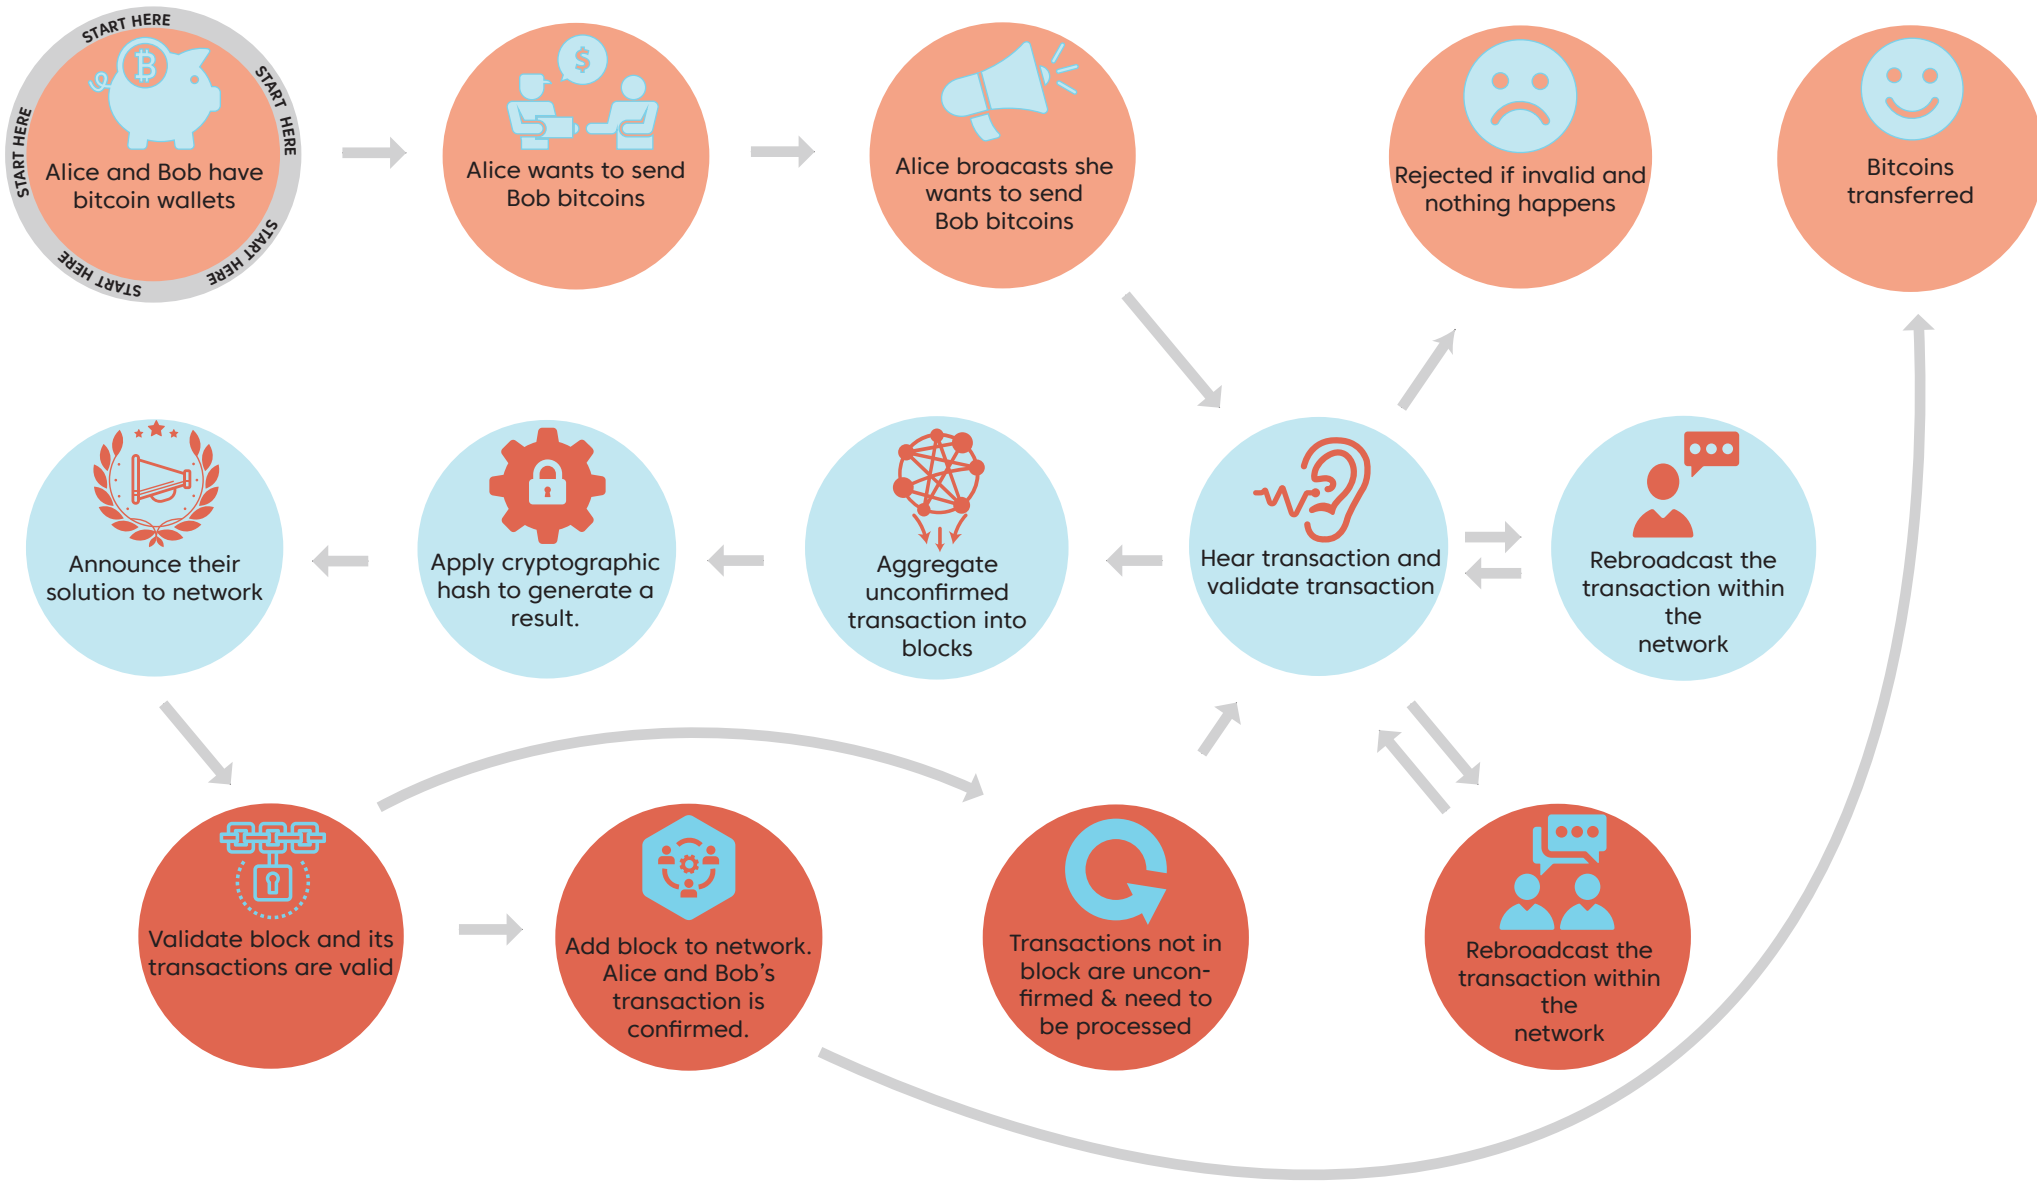 START HERE
START HERE
START HERE
START HERE
START HERE
Alice and Bob have
bitcoin wallets
$
Alice wants to send
Bob bitcoins
Alice broacasts she
wants to send
Bob bitcoins
Rejected if invalid and
nothing happens
Bitcoins
transferred
Announce their
solution to network
Apply cryptographic
hash to generate a
result.
Aggregate
unconfirmed
transaction into
blocks
Hear transaction and
validate transaction
Rebroadcast the
transaction within
the
network
Validate block and its
transactions are valid
Add block to network.
Alice and Bob’s
transaction is
confirmed.
Transactions not in
block are uncon-
firmed & need to
be processed
Rebroadcast the
transaction within
the
network